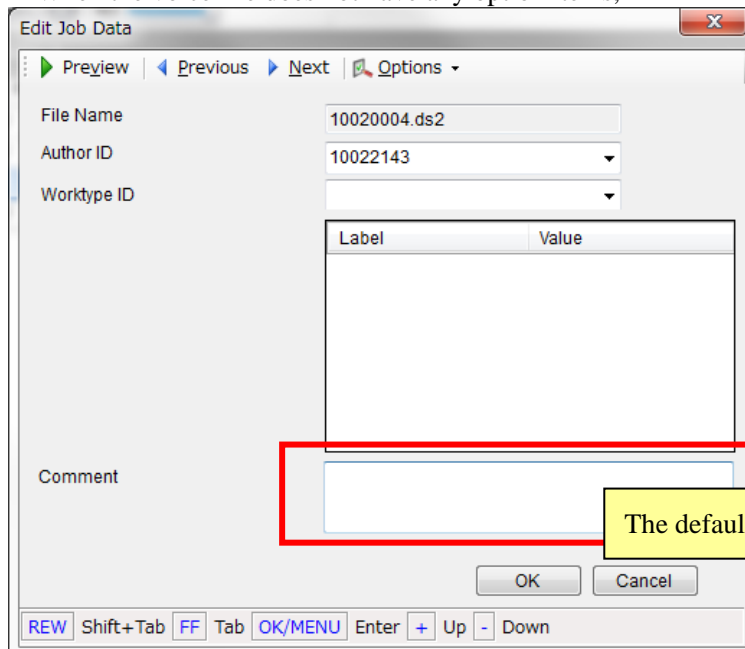 Edit Job Data
Preview Previous Next Options
File Name 10020004.ds2
Author ID 10022143
Worktype ID
Label Value
Comment
The defaul
OK Cancel
REW Shift+Tab FF Tab OK/MENU Enter + Up - Down